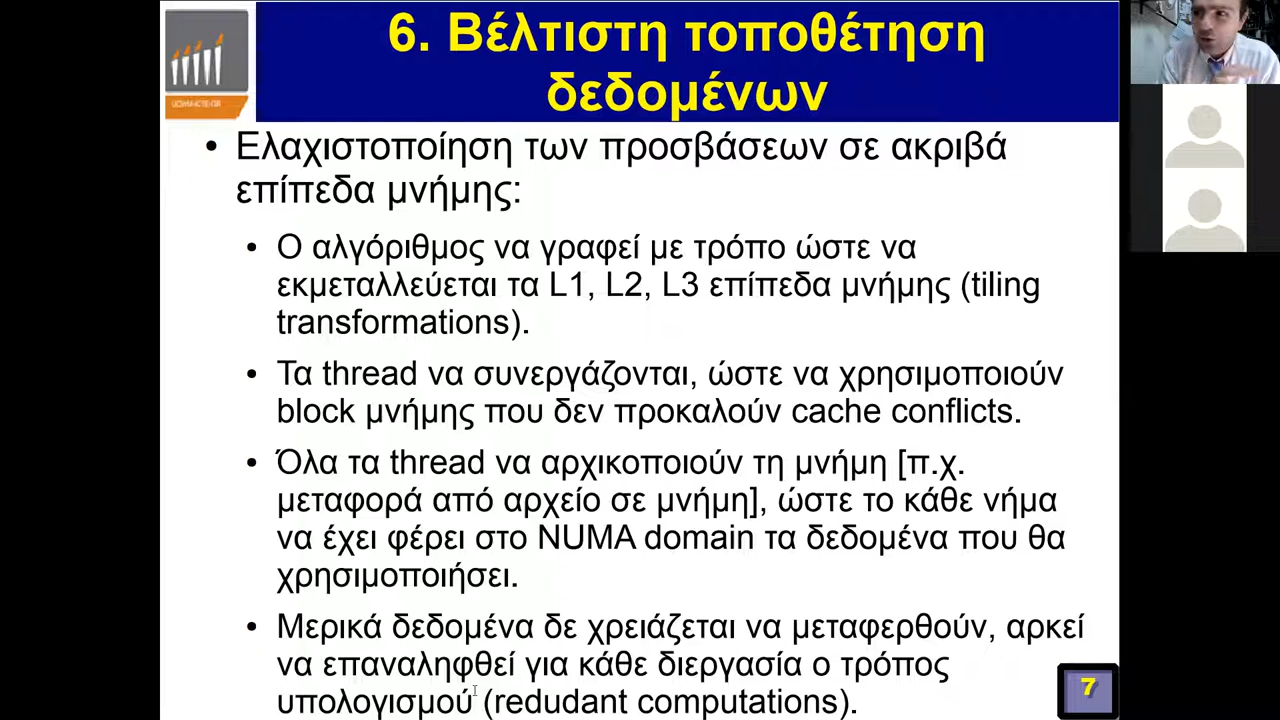 6. Βέλτιστη τοποθέτηση
δεδομένων
• Ελαχιστοποίηση των προσβάσεων σε ακριβά
επίπεδα μνήμης:
• Ο αλγόριθμος να γραφεί με τρόπο ώστε να
εκμεταλλεύεται τα L1, L2, L3 επίπεδα μνήμης (tiling
transformations).
• Τα thread να συνεργάζονται, ώστε να χρησιμοποιούν
block μνήμης που δεν προκαλούν cache conflicts.
• Όλα τα thread να αρχικοποιούν τη μνήμη [π.χ.
μεταφορά από αρχείο σε μνήμη], ώστε το κάθε νήμα
να έχει φέρει στο NUMA domain τα δεδομένα που θα
χρησιμοποιήσει.
• Μερικά δεδομένα δε χρειάζεται να μεταφερθούν, αρκεί
να επαναληφθεί για κάθε διεργασία ο τρόπος
υπολογισμού (redudant computations).
7